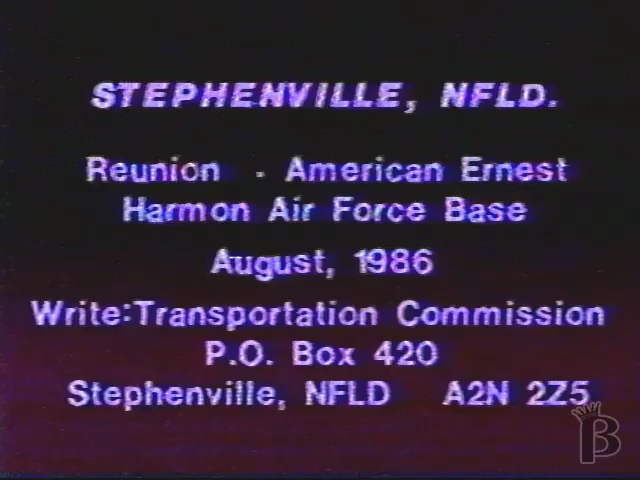 STEPHENVILLE, NFLD.
Reunion - American Ernest
Harmon Air Force Base
August, 1986
Write:Transportation Commission
P.O. Box 420
Stephenville, NFLD A2N 2Z5
B